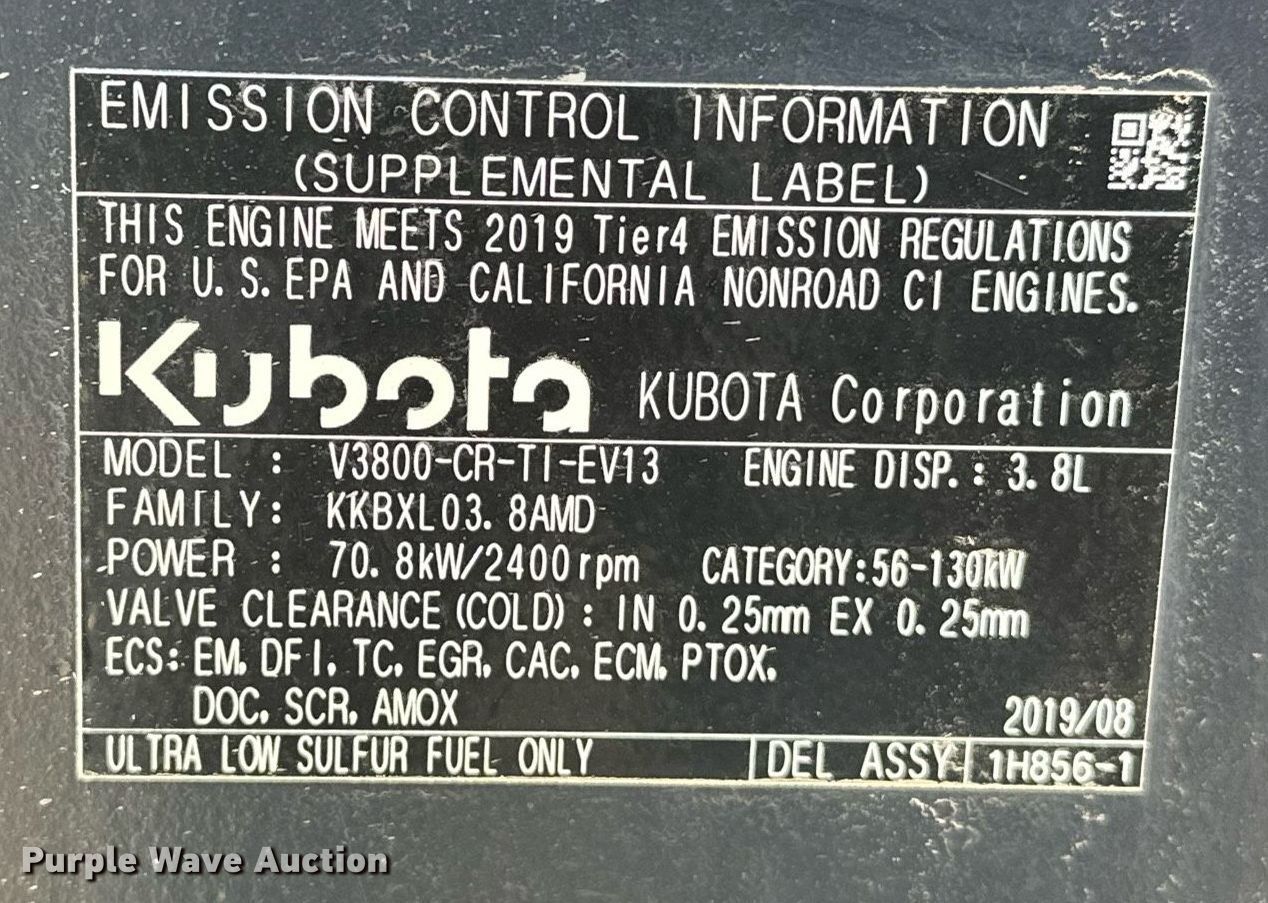 EMISSION CONTROL INFORMATION
(SUPPLEMENTAL LABEL)
THIS ENGINE MEETS 2019 Tier4 EMISSION REGULATIONS
FOR U.S.EPA AND CALIFORNIA NONROAD CI ENGINES.
Kubota KUBOTA Corporation
MODEL : V3800-CR-TI-EV13 ENGINE DISP.: 3.8L
FAMILY: KKBXL03.8AMD
POWER : 70.8kW/2400rpm CATEGORY:56-130kW
VALVE CLEARANCE(COLD): IN 0.25mm EX 0.25mm
ECS: EM, DFI, TC, EGR, CAC, ECM, PTOX,
DOC, SCR, AMOX 2019/08
ULTRA LOW SULFUR FUEL ONLY DEL ASSY 1H856-1
Purple Wave Auction